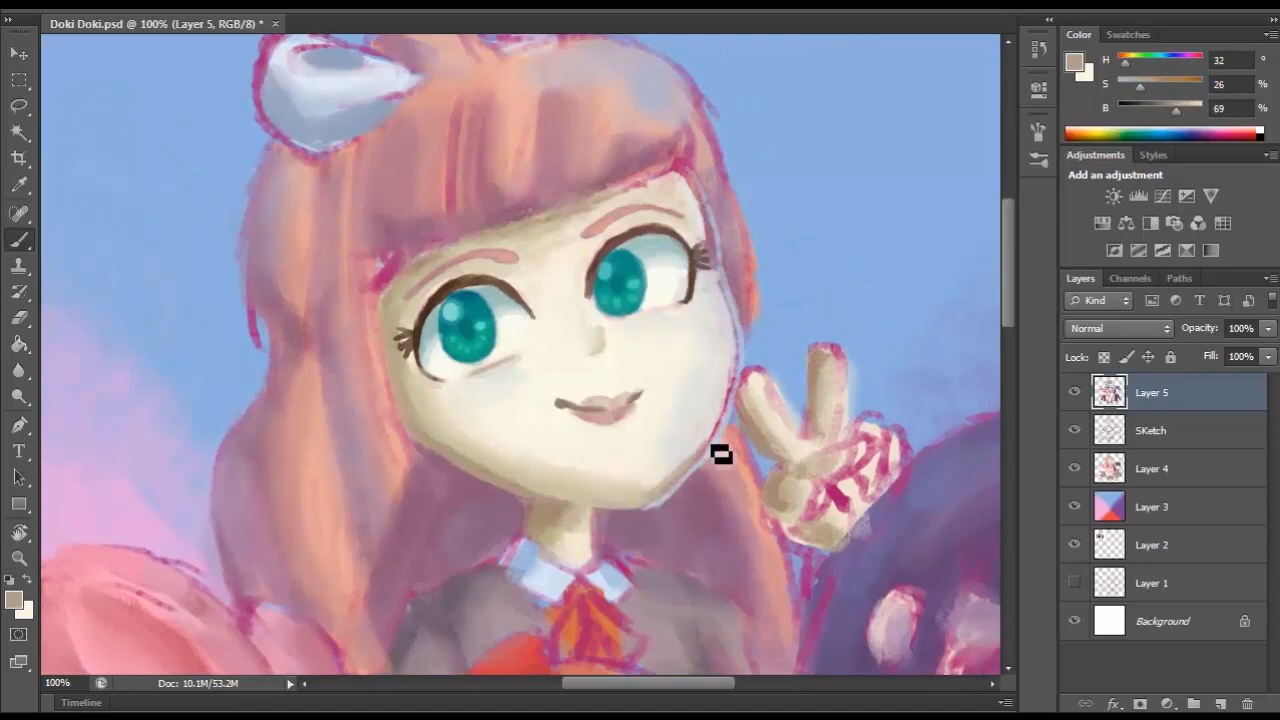 Doki Doki.psd @ 100% (Layer 5, RGB/8) * ×
Color Swatches
H 32 °
S 26 %
B 69 %
Adjustments Styles
Add an adjustment
Layers Channels Paths
Kind
Normal Opacity: 100%
Lock: Fill: 100%
Layer 5
SKetch
Layer 4
Layer 3
Layer 2
Layer 1
Background
100% Doc: 10.1M/53.2M
Timeline